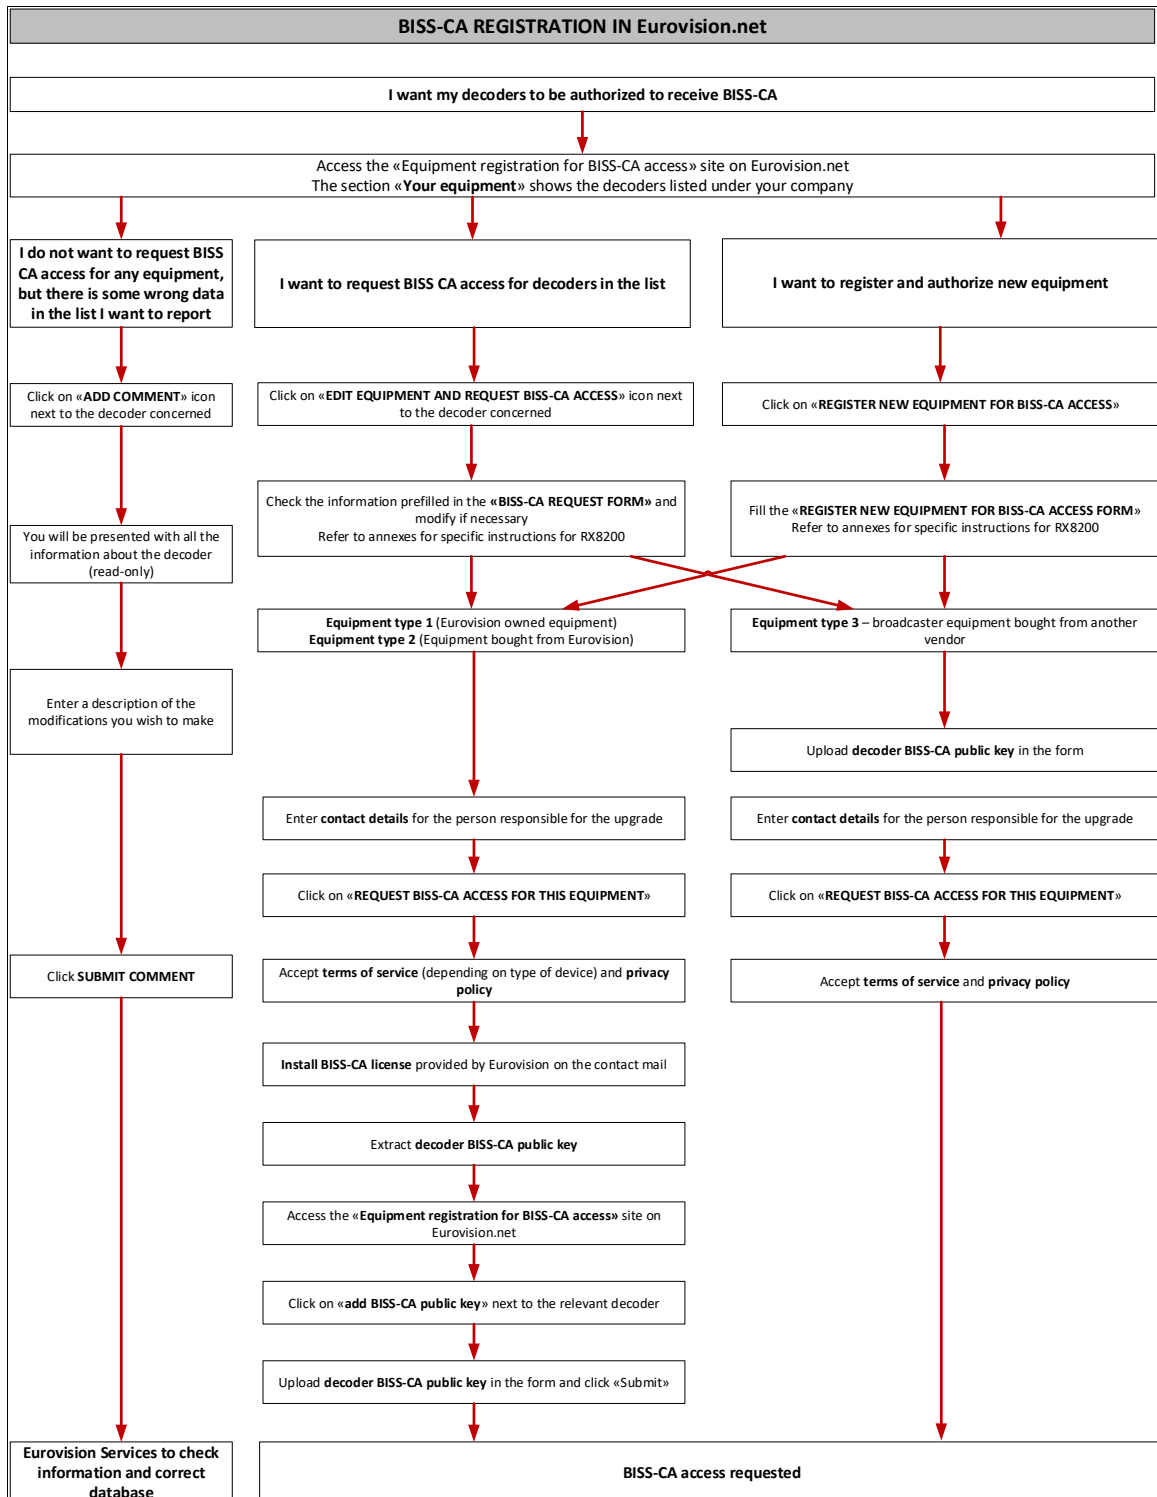 BISS-CA REGISTRATION IN Eurovision.net
I want my decoders to be authorized to receive BISS-CA
Access the «Equipment registration for BISS-CA access» site on Eurovision.net
The section «Your equipment» shows the decoders listed under your company
I do not want to request BISS
CA access for any equipment,
but there is some wrong data
in the list I want to report
I want to request BISS CA access for decoders in the list
I want to register and authorize new equipment
Click on «ADD COMMENT» icon
next to the decoder concerned
Click on «EDIT EQUIPMENT AND REQUEST BISS-CA ACCESS» icon next
to the decoder concerned
Click on «REGISTER NEW EQUIPMENT FOR BISS-CA ACCESS»
Check the information prefilled in the «BISS-CA REQUEST FORM» and
modify if necessary
Refer to annexes for specific instructions for RX8200
Fill the «REGISTER NEW EQUIPMENT FOR BISS-CA ACCESS FORM»
Refer to annexes for specific instructions for RX8200
You will be presented with all the
information about the decoder
(read-only)
Equipment type 1 (Eurovision owned equipment)
Equipment type 2 (Equipment bought from Eurovision)
Equipment type 3 – broadcaster equipment bought from another
vendor
Enter a description of the
modifications you wish to make
Upload decoder BISS-CA public key in the form
Enter contact details for the person responsible for the upgrade
Enter contact details for the person responsible for the upgrade
Click on «REQUEST BISS-CA ACCESS FOR THIS EQUIPMENT»
Click on «REQUEST BISS-CA ACCESS FOR THIS EQUIPMENT»
Click SUBMIT COMMENT
Accept terms of service (depending on type of device) and privacy
policy
Accept terms of service and privacy policy
Install BISS-CA license provided by Eurovision on the contact mail
Extract decoder BISS-CA public key
Access the «Equipment registration for BISS-CA access» site on
Eurovision.net
Click on «add BISS-CA public key» next to the relevant decoder
Upload decoder BISS-CA public key in the form and click «Submit»
Eurovision Services to check
information and correct
database
BISS-CA access requested